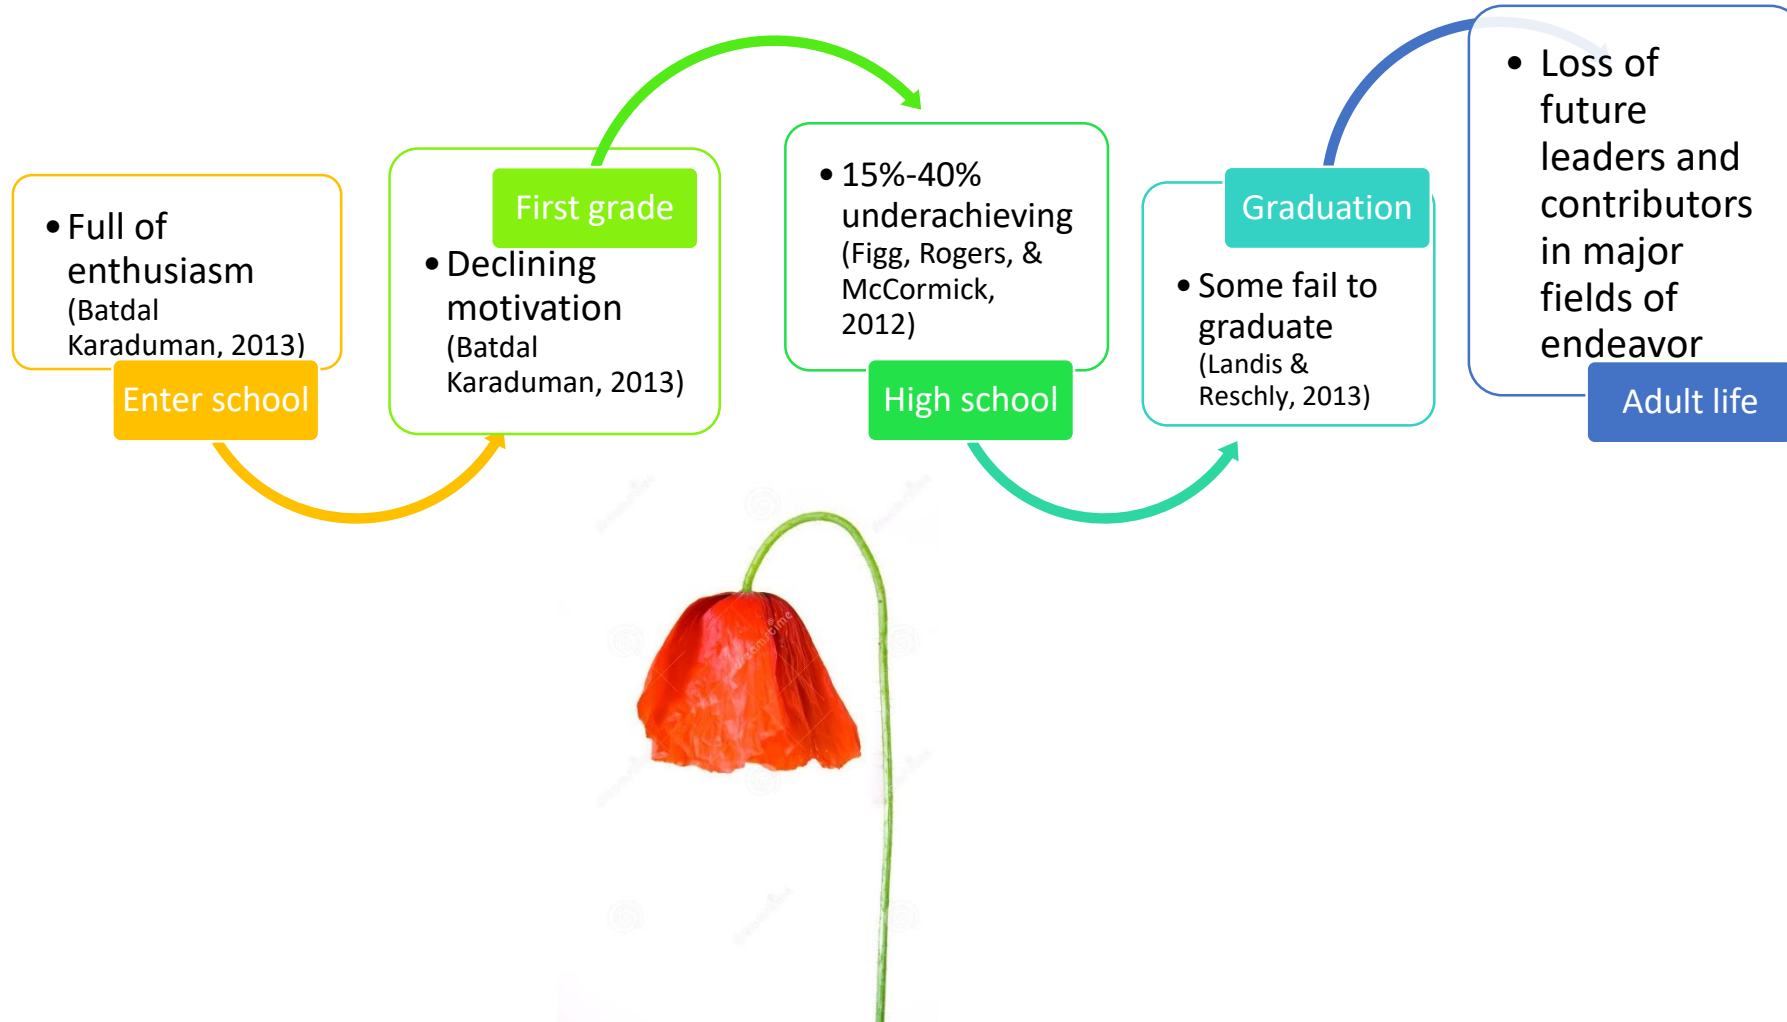 • Full of
enthusiasm
(Batdal
Karaduman, 2013)
Enter school
First grade
• Declining
motivation
(Batdal
Karaduman, 2013)
• 15%-40%
underachieving
(Figg, Rogers, &
McCormick,
2012)
High school
Graduation
• Some fail to
graduate
(Landis &
Reschly, 2013)
• Loss of
future
leaders and
contributors
in major
fields of
endeavor
Adult life
dreamstime